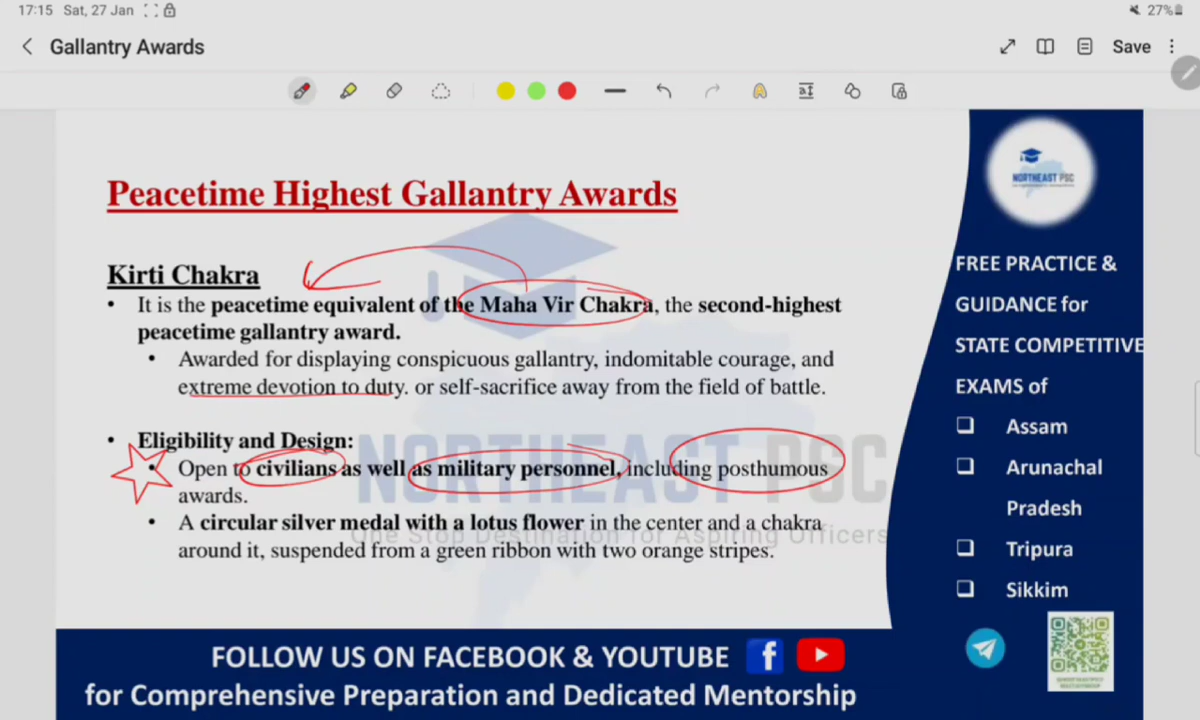 17:15 Sat, 27 Jan
27%
Gallantry Awards
Save
Peacetime Highest Gallantry Awards
Kirti Chakra
• It is the peacetime equivalent of the Maha Vir Chakra, the second-highest
peacetime gallantry award.
• Awarded for displaying conspicuous gallantry, indomitable courage, and
extreme devotion to duty. or self-sacrifice away from the field of battle.
• Eligibility and Design:
• Open to civilians as well as military personnel, including posthumous
awards.
• A circular silver medal with a lotus flower in the center and a chakra
around it, suspended from a green ribbon with two orange stripes.
NORTHEAST PSC
One Stop Destination for Aspiring Officers
NORTHEAST PSC
FREE PRACTICE &
GUIDANCE for
STATE COMPETITIVE
EXAMS of
❑ Assam
❑ Arunachal
Pradesh
❑ Tripura
❑ Sikkim
FOLLOW US ON FACEBOOK & YOUTUBE
for Comprehensive Preparation and Dedicated Mentorship